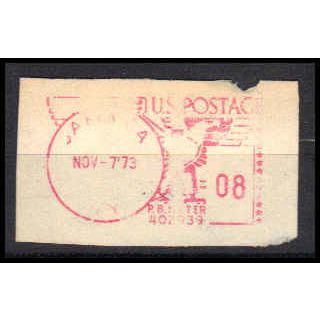 U.S. POSTAGE
NOV-7'73
08
P.B. METER
402939